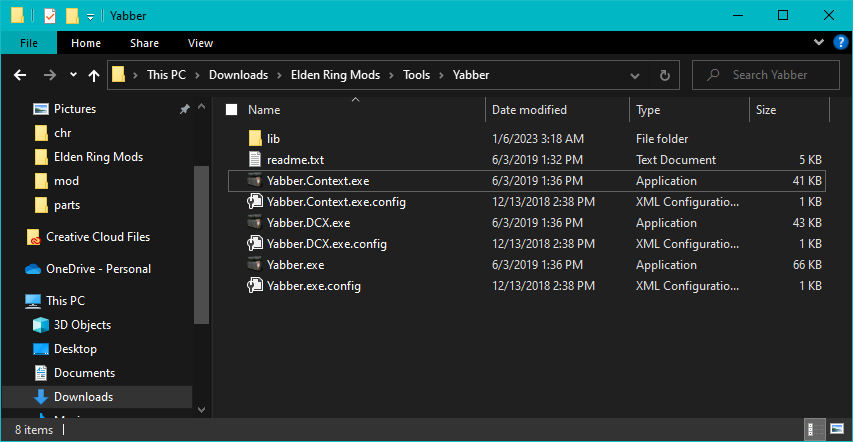 Yabber
File Home Share View
This PC Downloads Elden Ring Mods Tools Yabber Search Yabber
Pictures
chr
Elden Ring Mods
mod
parts
Creative Cloud Files
OneDrive - Personal
This PC
3D Objects
Desktop
Documents
Downloads
Name Date modified Type Size
lib 1/6/2023 3:18 AM File folder
readme.txt 6/3/2019 1:32 PM Text Document 5 KB
Yabber.Context.exe 6/3/2019 1:36 PM Application 41 KB
Yabber.Context.exe.config 12/13/2018 2:38 PM XML Configuratio... 1 KB
Yabber.DCX.exe 6/3/2019 1:36 PM Application 43 KB
Yabber.DCX.exe.config 12/13/2018 2:38 PM XML Configuratio... 1 KB
Yabber.exe 6/3/2019 1:36 PM Application 66 KB
Yabber.exe.config 12/13/2018 2:38 PM XML Configuratio... 1 KB
8 items